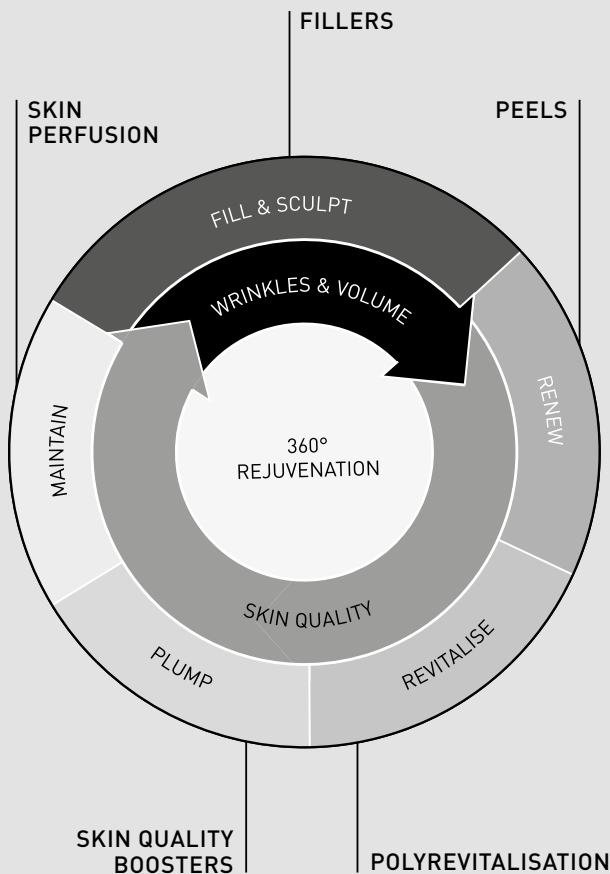 FILLERS
SKIN
PERFUSION
PEELS
FILL & SCULPT
WRINKLES & VOLUME
RENEW
MAINTAIN
360°
REJUVENATION
SKIN QUALITY
PLUMP
REVITALISE
SKIN QUALITY
BOOSTERS
POLYREVITALISATION